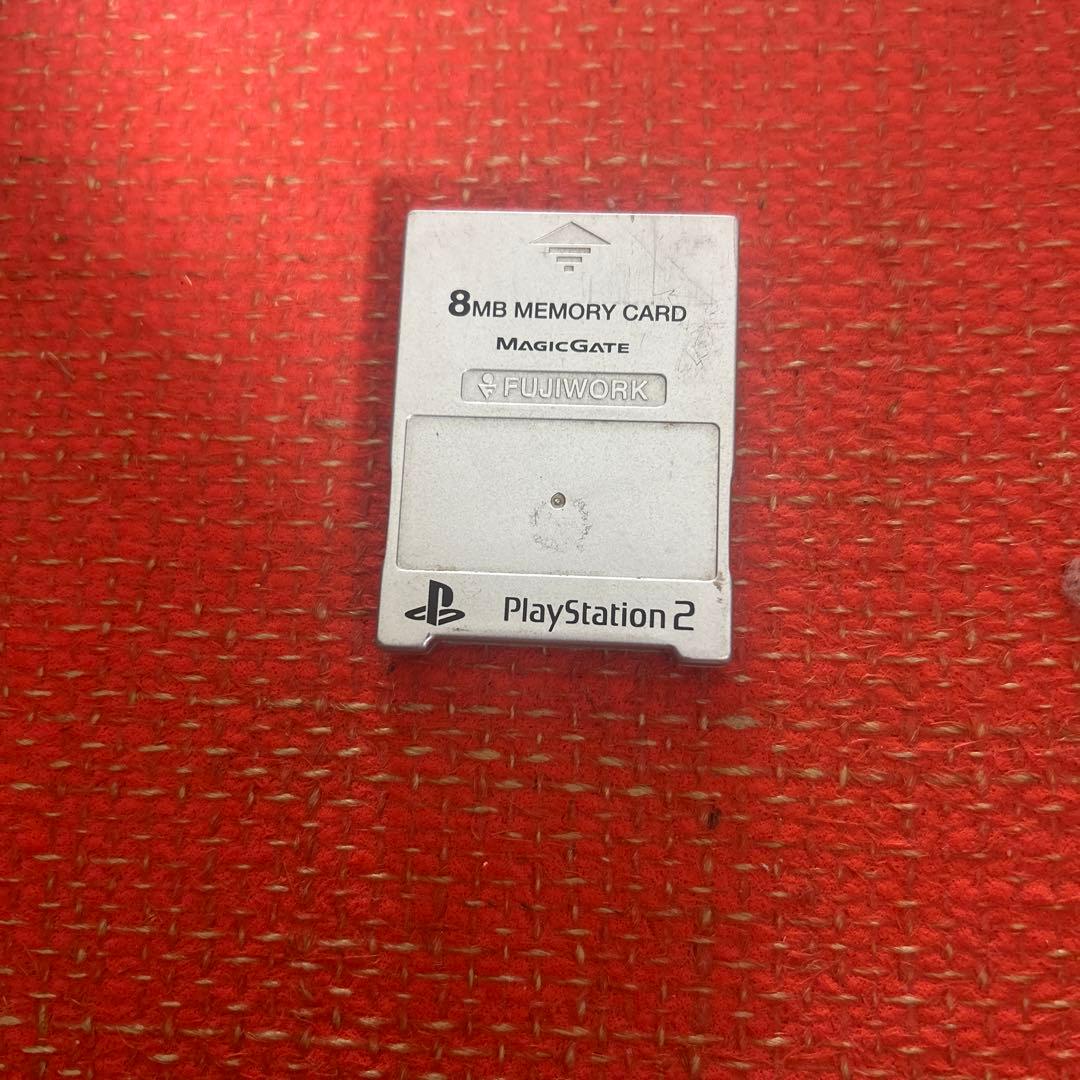 8MB MEMORY CARD
MAGICGATE
FUJIWORK
PlayStation 2